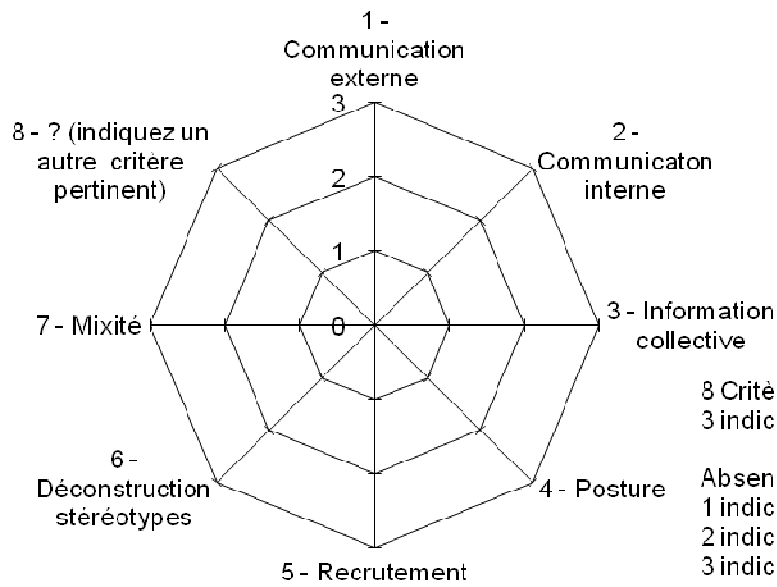 1 -
Communication
externe
8 - ? (indiquez un
autre critère
pertinent)
2 -
Communicaton
interne
3
2
1
0
7 - Mixité
3 - Information
collective
6 -
Déconstruction
stéréotypes
4 - Posture
5 - Recrutement
8 Critè
3 indic
Absen
1 indic
2 indic
3 indic